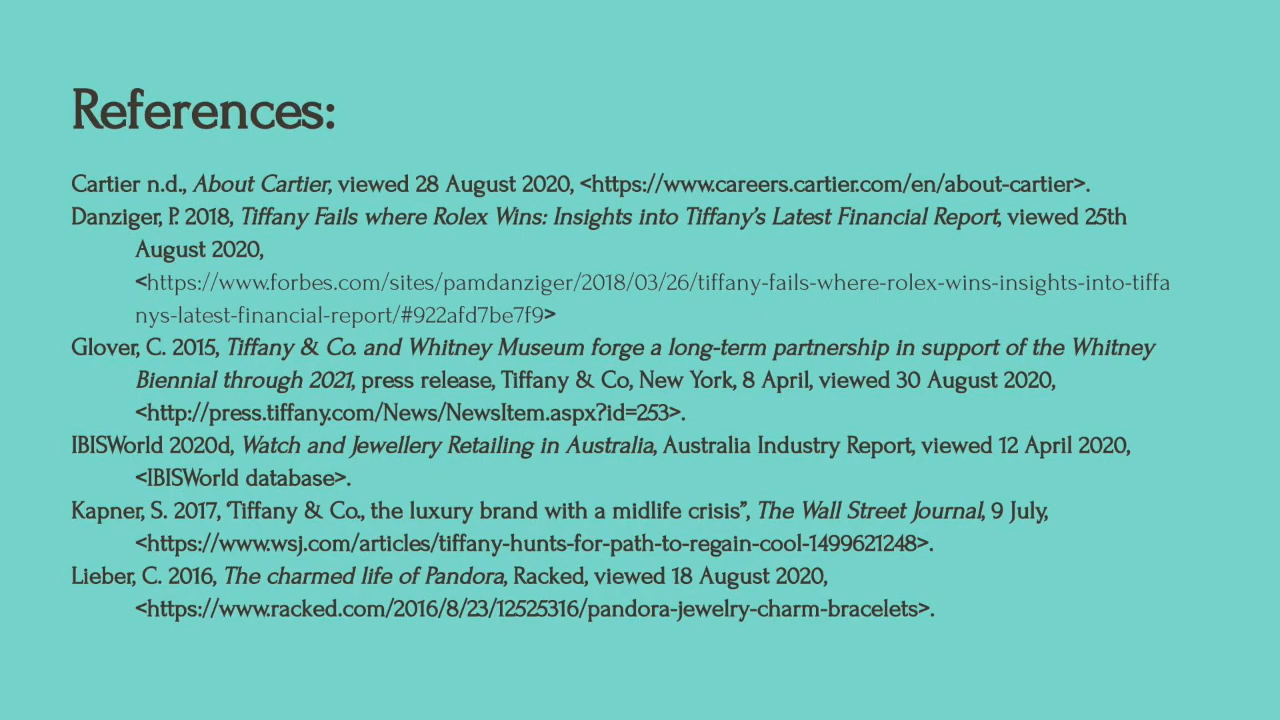 References:
Cartier n.d., About Cartier, viewed 28 August 2020, <https://www.careers.cartier.com/en/about-cartier>.
Danziger, P. 2018, Tiffany Fails where Rolex Wins: Insights into Tiffany's Latest Financial Report, viewed 25th
August 2020,
<https://www.forbes.com/sites/pamdanziger/2018/03/26/tiffany-fails-where-rolex-wins-insights-into-tiffa
nys-latest-financial-report/#922afd7be7f9>
Glover, C. 2015, Tiffany & Co. and Whitney Museum forge a long-term partnership in support of the Whitney
Biennial through 2021, press release, Tiffany & Co, New York, 8 April, viewed 30 August 2020,
<http://press.tiffany.com/News/NewsItem.aspx?id=253>.
IBISWorld 2020d, Watch and Jewellery Retailing in Australia, Australia Industry Report, viewed 12 April 2020,
<IBISWorld database>.
Kapner, S. 2017, 'Tiffany & Co., the luxury brand with a midlife crisis”, The Wall Street Journal, 9 July,
<https://www.wsj.com/articles/tiffany-hunts-for-path-to-regain-cool-1499621248>.
Lieber, C. 2016, The charmed life of Pandora, Racked, viewed 18 August 2020,
<https://www.racked.com/2016/8/23/12525316/pandora-jewelry-charm-bracelets>.